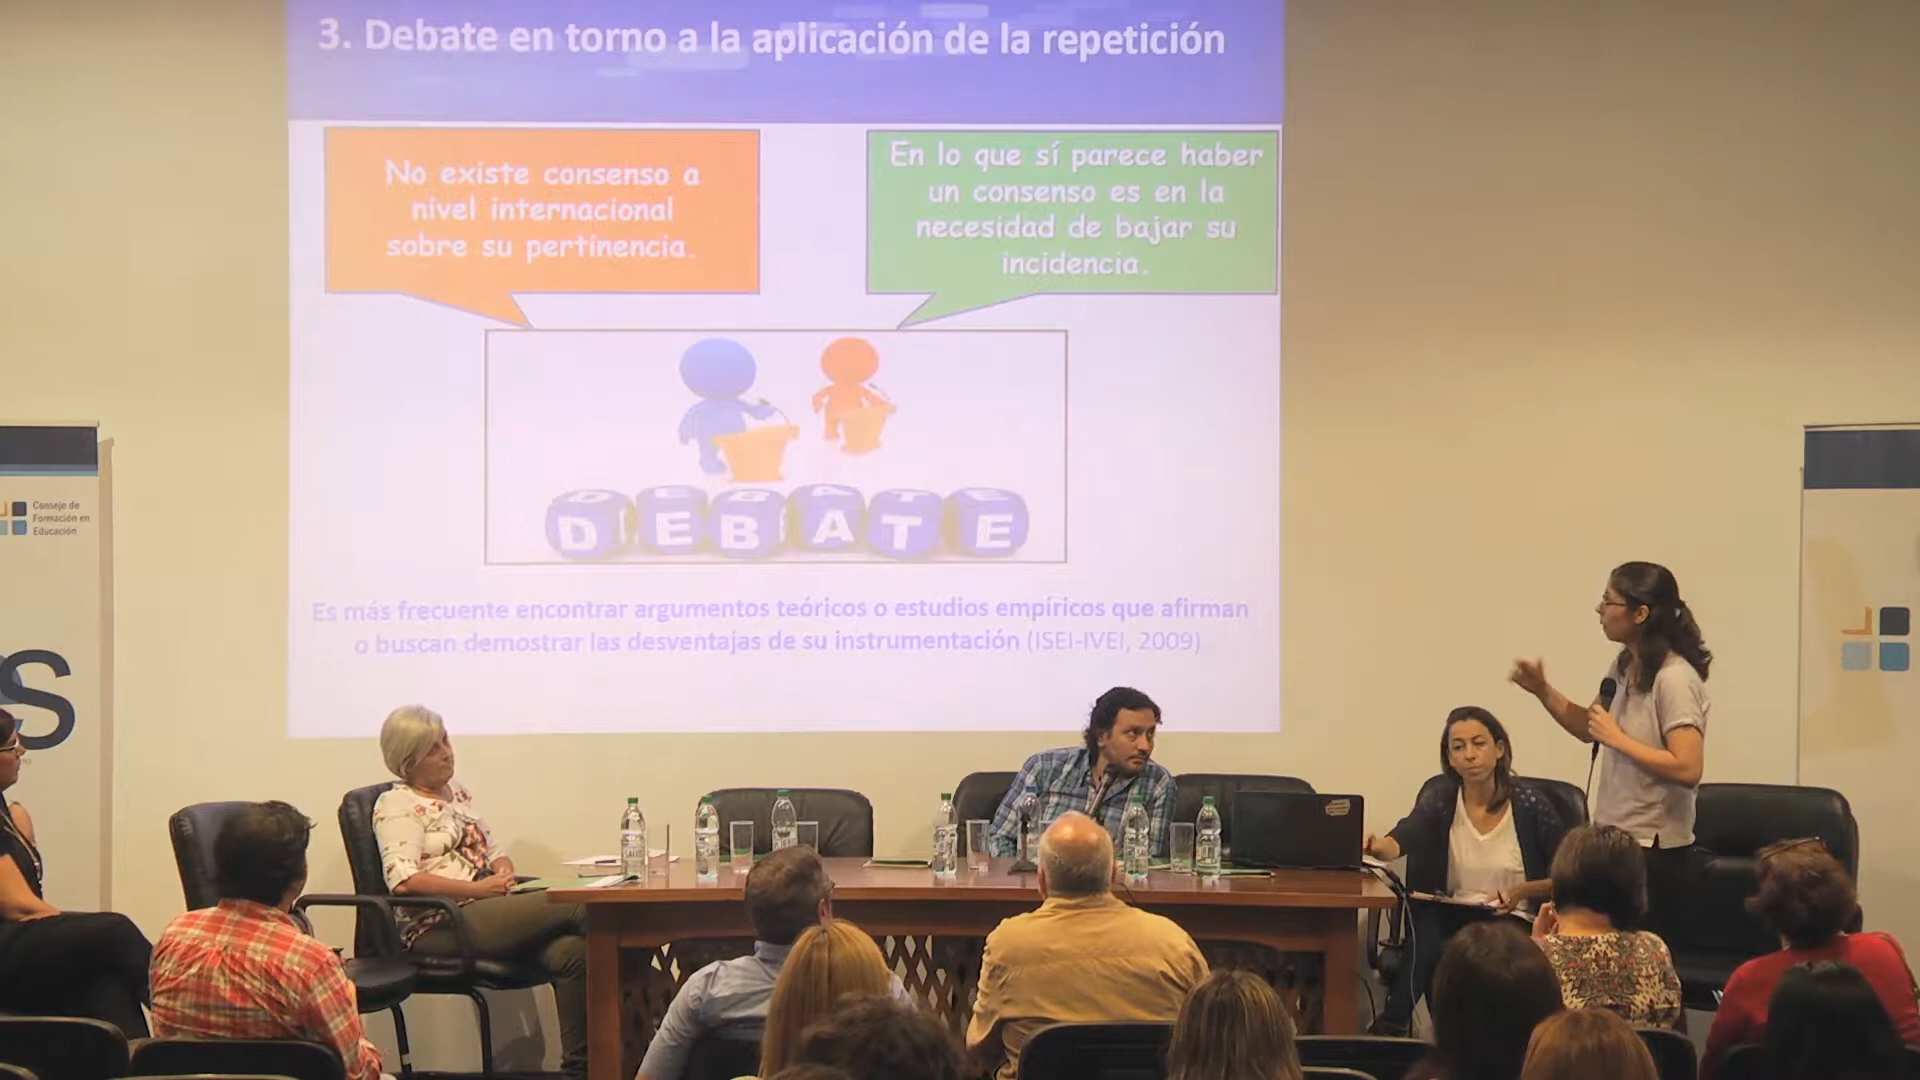 3. Debate en torno a la aplicación de la repetición
No existe consenso a
nivel internacional
sobre su pertinencia.
En lo que sí parece haber
un consenso es en la
necesidad de bajar su
incidencia.
DEBATE
Es más frecuente encontrar argumentos teóricos o estudios empíricos que afirman
o buscan demostrar las desventajas de su instrumentación (ISEI-IVEI, 2009)
Consejo de
Formación en
Educación
S